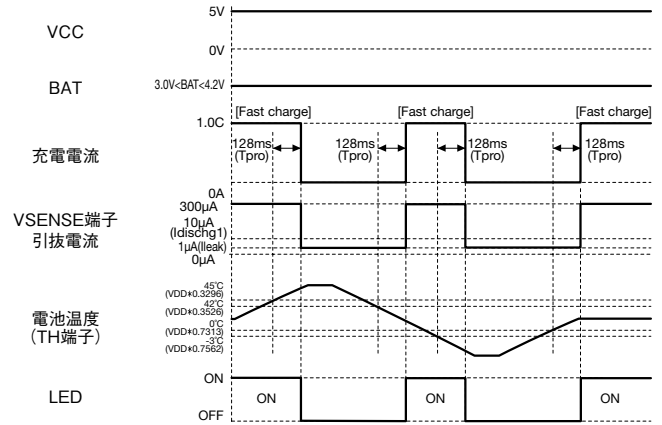 VCC
5V
0V
BAT
3.0V<BAT<4.2V
充電電流
1.0C
0A
[Fast charge]
[Fast charge]
[Fast charge]
128ms
(Tpro)
128ms
(Tpro)
128ms
(Tpro)
128ms
(Tpro)
VSENSE端子
引抜電流
300μA
10μA
(Idischg1)
1μA(Ileak)
0μA
電池温度
(TH端子)
45℃
(VDD*0.3296)
42℃
(VDD*0.3526)
0℃
(VDD*0.7313)
-3℃
(VDD*0.7562)
LED
ON
OFF
ON
ON
ON